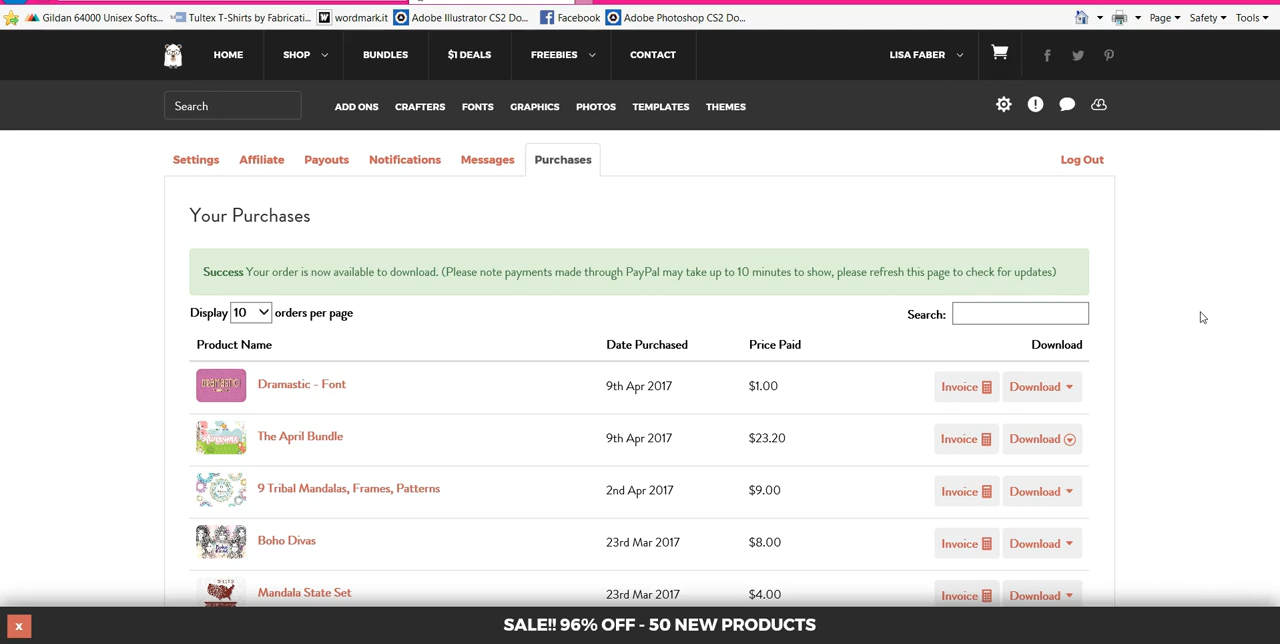 Gildan 64000 Unisex Softs... Tultex T-Shirts by Fabricati... W wordmark.it Adobe Illustrator CS2 Do... Facebook Adobe Photoshop CS2 Do... Page Safety Tools
HOME SHOP BUNDLES $1 DEALS FREEBIES CONTACT LISA FABER
Search ADD ONS CRAFTERS FONTS GRAPHICS PHOTOS TEMPLATES THEMES
Settings Affiliate Payouts Notifications Messages Purchases Log Out
Your Purchases
Success Your order is now available to download. (Please note payments made through PayPal may take up to 10 minutes to show, please refresh this page to check for updates)
Display 10 orders per page Search:
Product Name Date Purchased Price Paid Download
DRAMASTIC Dramastic - Font 9th Apr 2017 $1.00 Invoice Download
Awesome The April Bundle 9th Apr 2017 $23.20 Invoice Download
9 Tribal Mandalas, Frames, Patterns 2nd Apr 2017 $9.00 Invoice Download
Boho Divas 23rd Mar 2017 $8.00 Invoice Download
Mandala State Set 23rd Mar 2017 $4.00 Invoice Download
x SALE!! 96% OFF - 50 NEW PRODUCTS